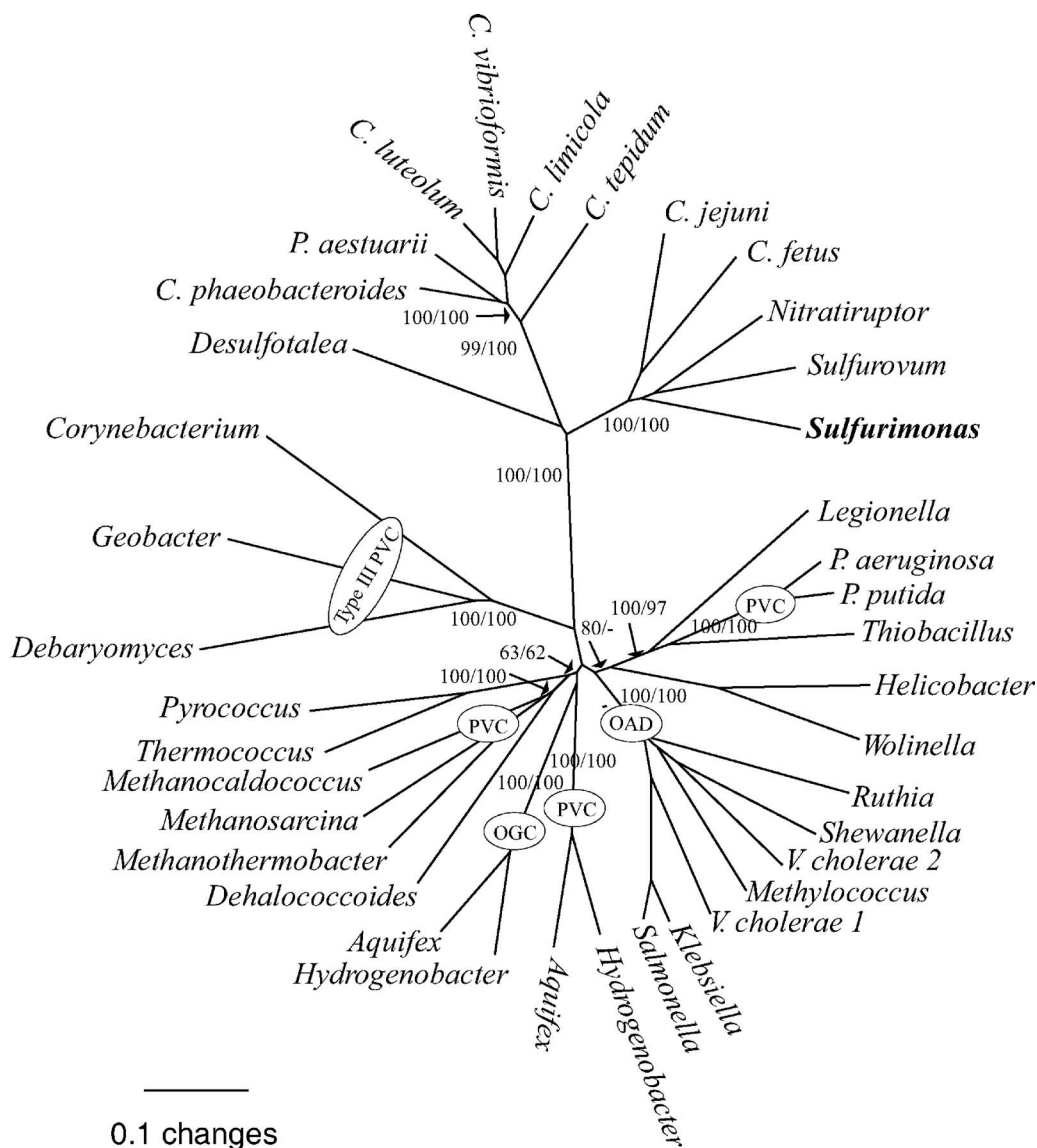 C. vibrioformis
C. luteolum
C. limicola
C. tepidum
P. aestuarii
C. phaeobacteroides
100/100
99/100
Desulfotalea
C. jejuni
C. fetus
Nitratiruptor
Sulfurovum
Sulfurimonas
100/100
100/100
Corynebacterium
Geobacter
Type III PVC
Debaryomyces
100/100
Legionella
P. aeruginosa
PVC
P. putida
100/97
100/100
Thiobacillus
80/-
63/62
100/100
Helicobacter
Wolinella
100/100
OAD
Pyrococcus
Thermococcus
PVC
Methanocaldococcus
Methanosarcina
Methanothermobacter
Dehalococcoides
100/100
100/100
OGC
PVC
Aquifex
Hydrogenobacter
Aquifex
Hydrogenobacter
Salmonella
Klebsiella
V. cholerae 1
Methylococcus
V. cholerae 2
Shewanella
Ruthia
0.1 changes